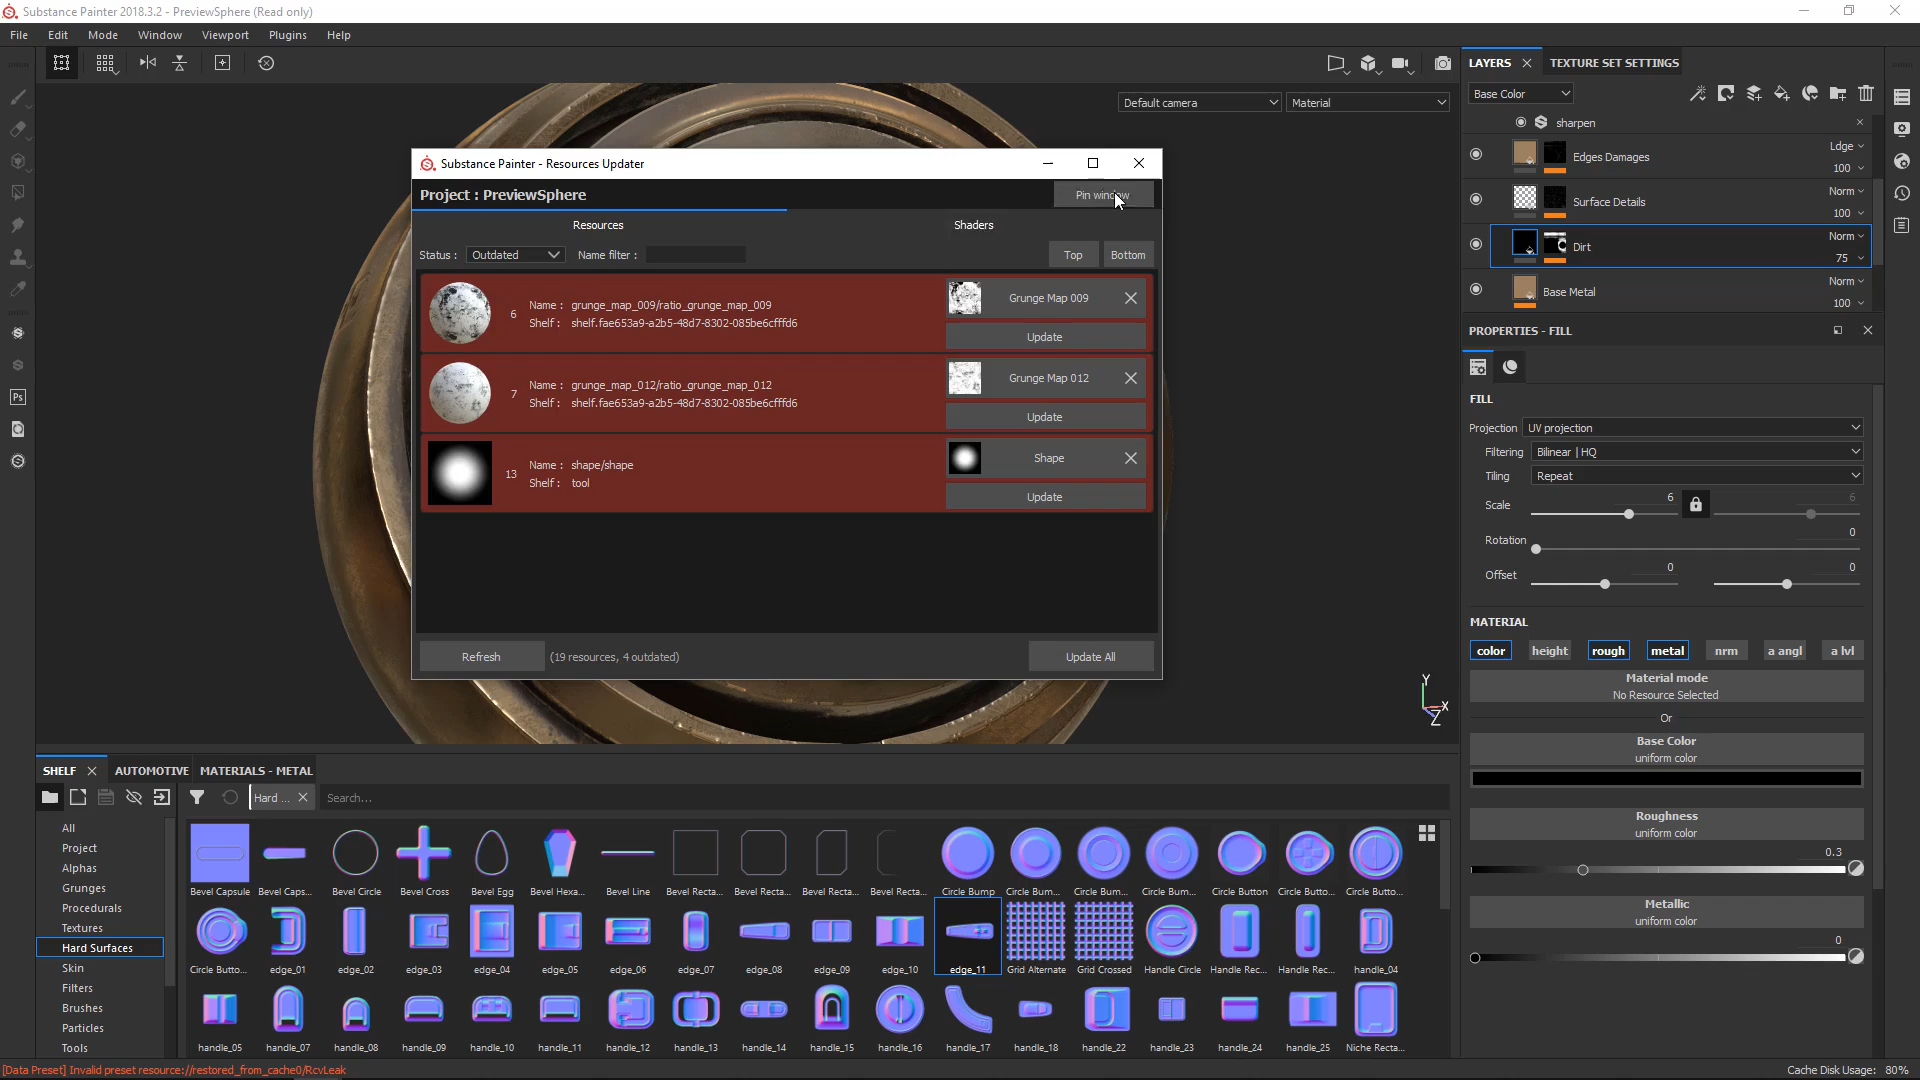 Substance Painter 2018.3.2 - PreviewSphere (Read only)
File Edit Mode Window Viewport Plugins Help
Default camera
Material
LAYERS
TEXTURE SET SETTINGS
Base Color
sharpen
Edges Damages
Ldge
100
Surface Details
Norm
100
Dirt
Norm
75
Base Metal
Norm
100
Substance Painter - Resources Updater
Project : PreviewSphere
Pin window
Resources
Shaders
Status : Outdated
Name filter :
Top
Bottom
6
Name : grunge_map_009/ratio_grunge_map_009
Shelf : shelf.fae653a9-a2b5-48d7-8302-085be6cfffd6
Grunge Map 009
Update
7
Name : grunge_map_012/ratio_grunge_map_012
Shelf : shelf.fae653a9-a2b5-48d7-8302-085be6cfffd6
Grunge Map 012
Update
13
Name : shape/shape
Shelf : tool
Shape
Update
Refresh
(19 resources, 4 outdated)
Update All
Y
X
Z
PROPERTIES - FILL
FILL
Projection UV projection
Filtering Bilinear | HQ
Tiling Repeat
Scale 6 6
Rotation 0
Offset 0 0
MATERIAL
color height rough metal nrm a angl a lvl
Material mode
No Resource Selected
Or
Base Color
uniform color
Roughness
uniform color
0.3
Metallic
uniform color
0
Ps
SHELF
AUTOMOTIVE
MATERIALS - METAL
Hard ...
Search...
All
Project
Alphas
Grunges
Procedurals
Textures
Hard Surfaces
Skin
Filters
Brushes
Particles
Tools
Bevel Capsule Bevel Caps... Bevel Circle Bevel Cross Bevel Egg Bevel Hexa... Bevel Line Bevel Recta... Bevel Recta... Bevel Recta... Bevel Recta... Circle Bump Circle Bum... Circle Bum... Circle Bum... Circle Button Circle Butto... Circle Butto...
Circle Butto... edge_01 edge_02 edge_03 edge_04 edge_05 edge_06 edge_07 edge_08 edge_09 edge_10 edge_11 Grid Alternate Grid Crossed Handle Circle Handle Rec... Handle Rec... handle_04
handle_05 handle_07 handle_08 handle_09 handle_10 handle_11 handle_12 handle_13 handle_14 handle_15 handle_16 handle_17 handle_18 handle_22 handle_23 handle_24 handle_25 Niche Recta...
[Data Preset] Invalid preset resource://restored_from_cache0/RcvLeak
Cache Disk Usage: 80%